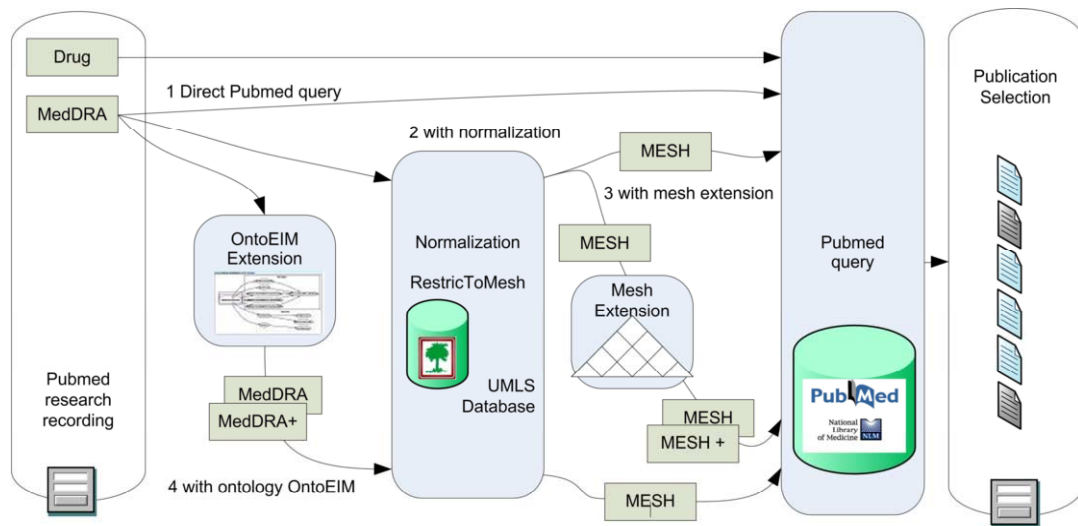 Drug
MedDRA
Pubmed
research
recording
1 Direct Pubmed query
2 with normalization
3 with mesh extension
4 with ontology OntoEIM
OntoEIM
Extension
MedDRA
MedDRA+
Normalization
RestricToMesh
UMLS
Database
MESH
MESH
Mesh
Extension
MESH
MESH +
MESH
Pubmed
query
PubMed
National
Library
of Medicine
NLM
Publication
Selection